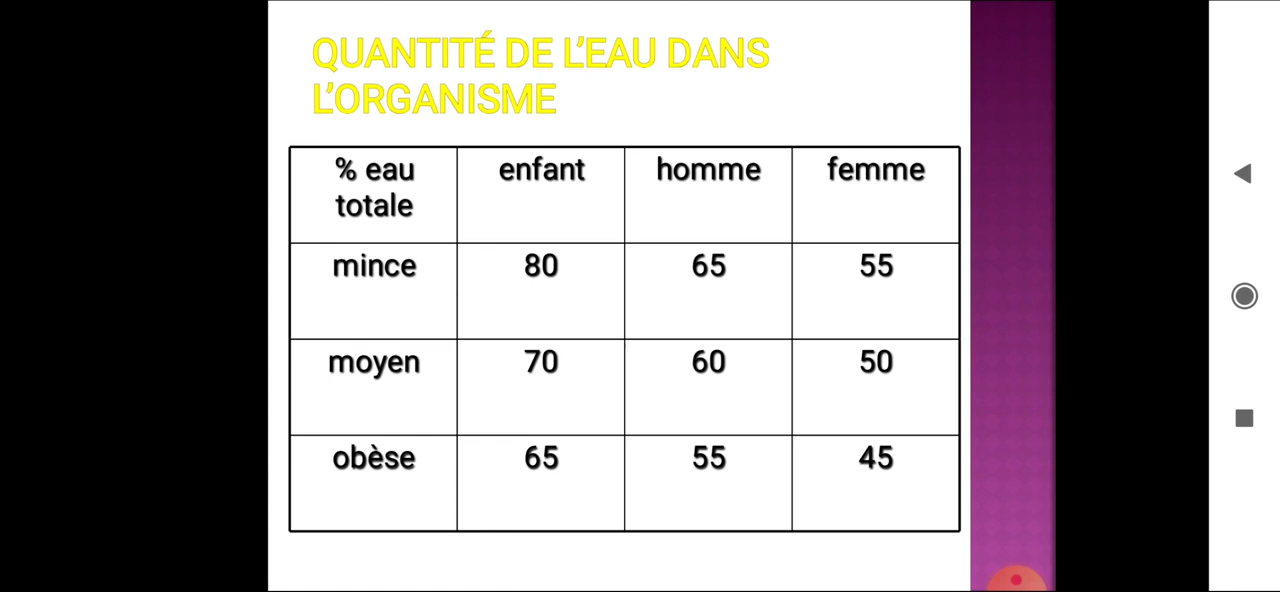 QUANTITÉ DE L’EAU DANS
L’ORGANISME
% eau totale enfant homme femme
mince 80 65 55
moyen 70 60 50
obèse 65 55 45